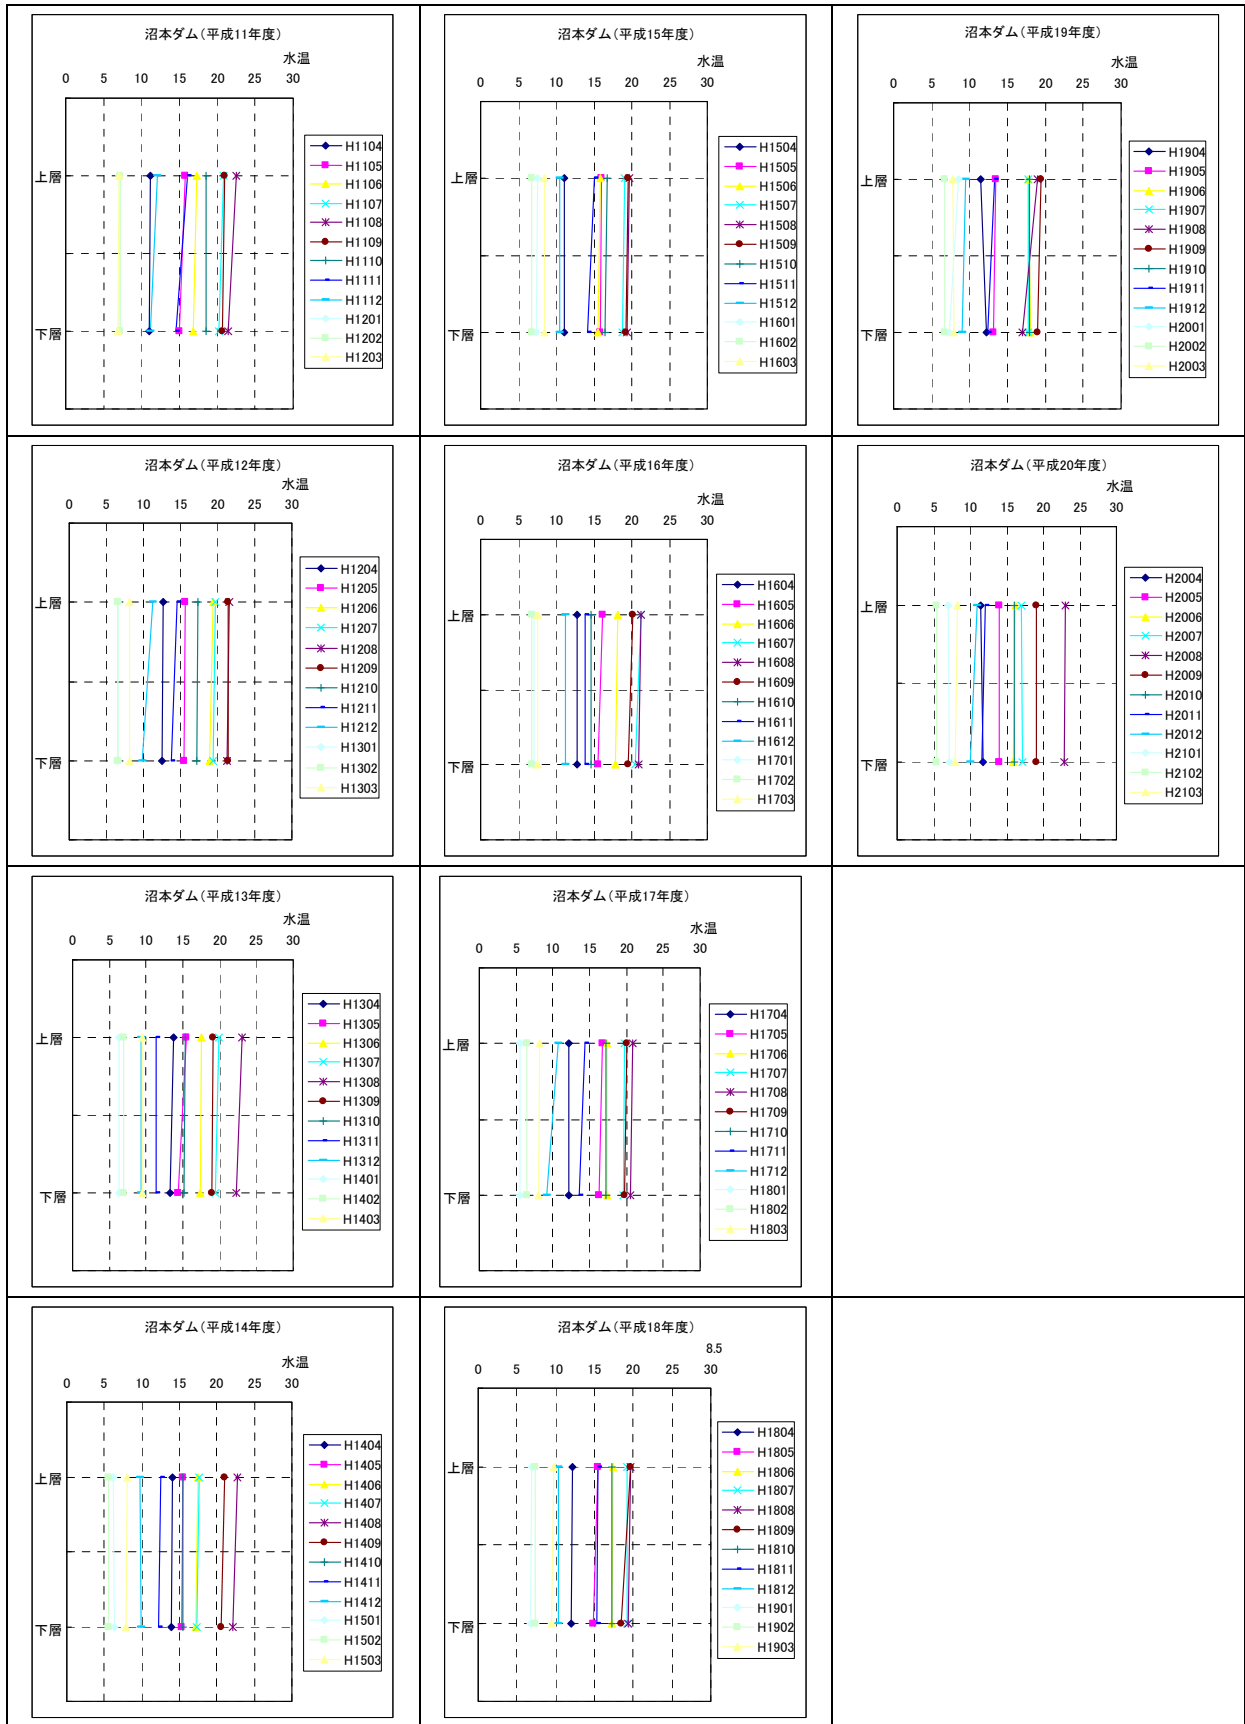 沼本ダム(平成11年度)
水温
0 5 10 15 20 25 30
上層
下層
H1104
H1105
H1106
H1107
H1108
H1109
H1110
H1111
H1112
H1201
H1202
H1203
沼本ダム(平成15年度)
水温
0 5 10 15 20 25 30
上層
下層
H1504
H1505
H1506
H1507
H1508
H1509
H1510
H1511
H1512
H1601
H1602
H1603
沼本ダム(平成19年度)
水温
0 5 10 15 20 25 30
上層
下層
H1904
H1905
H1906
H1907
H1908
H1909
H1910
H1911
H1912
H2001
H2002
H2003
沼本ダム(平成12年度)
水温
0 5 10 15 20 25 30
上層
下層
H1204
H1205
H1206
H1207
H1208
H1209
H1210
H1211
H1212
H1301
H1302
H1303
沼本ダム(平成16年度)
水温
0 5 10 15 20 25 30
上層
下層
H1604
H1605
H1606
H1607
H1608
H1609
H1610
H1611
H1612
H1701
H1702
H1703
沼本ダム(平成20年度)
水温
0 5 10 15 20 25 30
上層
下層
H2004
H2005
H2006
H2007
H2008
H2009
H2010
H2011
H2012
H2101
H2102
H2103
沼本ダム(平成13年度)
水温
0 5 10 15 20 25 30
上層
下層
H1304
H1305
H1306
H1307
H1308
H1309
H1310
H1311
H1312
H1401
H1402
H1403
沼本ダム(平成17年度)
水温
0 5 10 15 20 25 30
上層
下層
H1704
H1705
H1706
H1707
H1708
H1709
H1710
H1711
H1712
H1801
H1802
H1803
沼本ダム(平成14年度)
水温
0 5 10 15 20 25 30
上層
下層
H1404
H1405
H1406
H1407
H1408
H1409
H1410
H1411
H1412
H1501
H1502
H1503
沼本ダム(平成18年度)
8.5
0 5 10 15 20 25 30
上層
下層
H1804
H1805
H1806
H1807
H1808
H1809
H1810
H1811
H1812
H1901
H1902
H1903